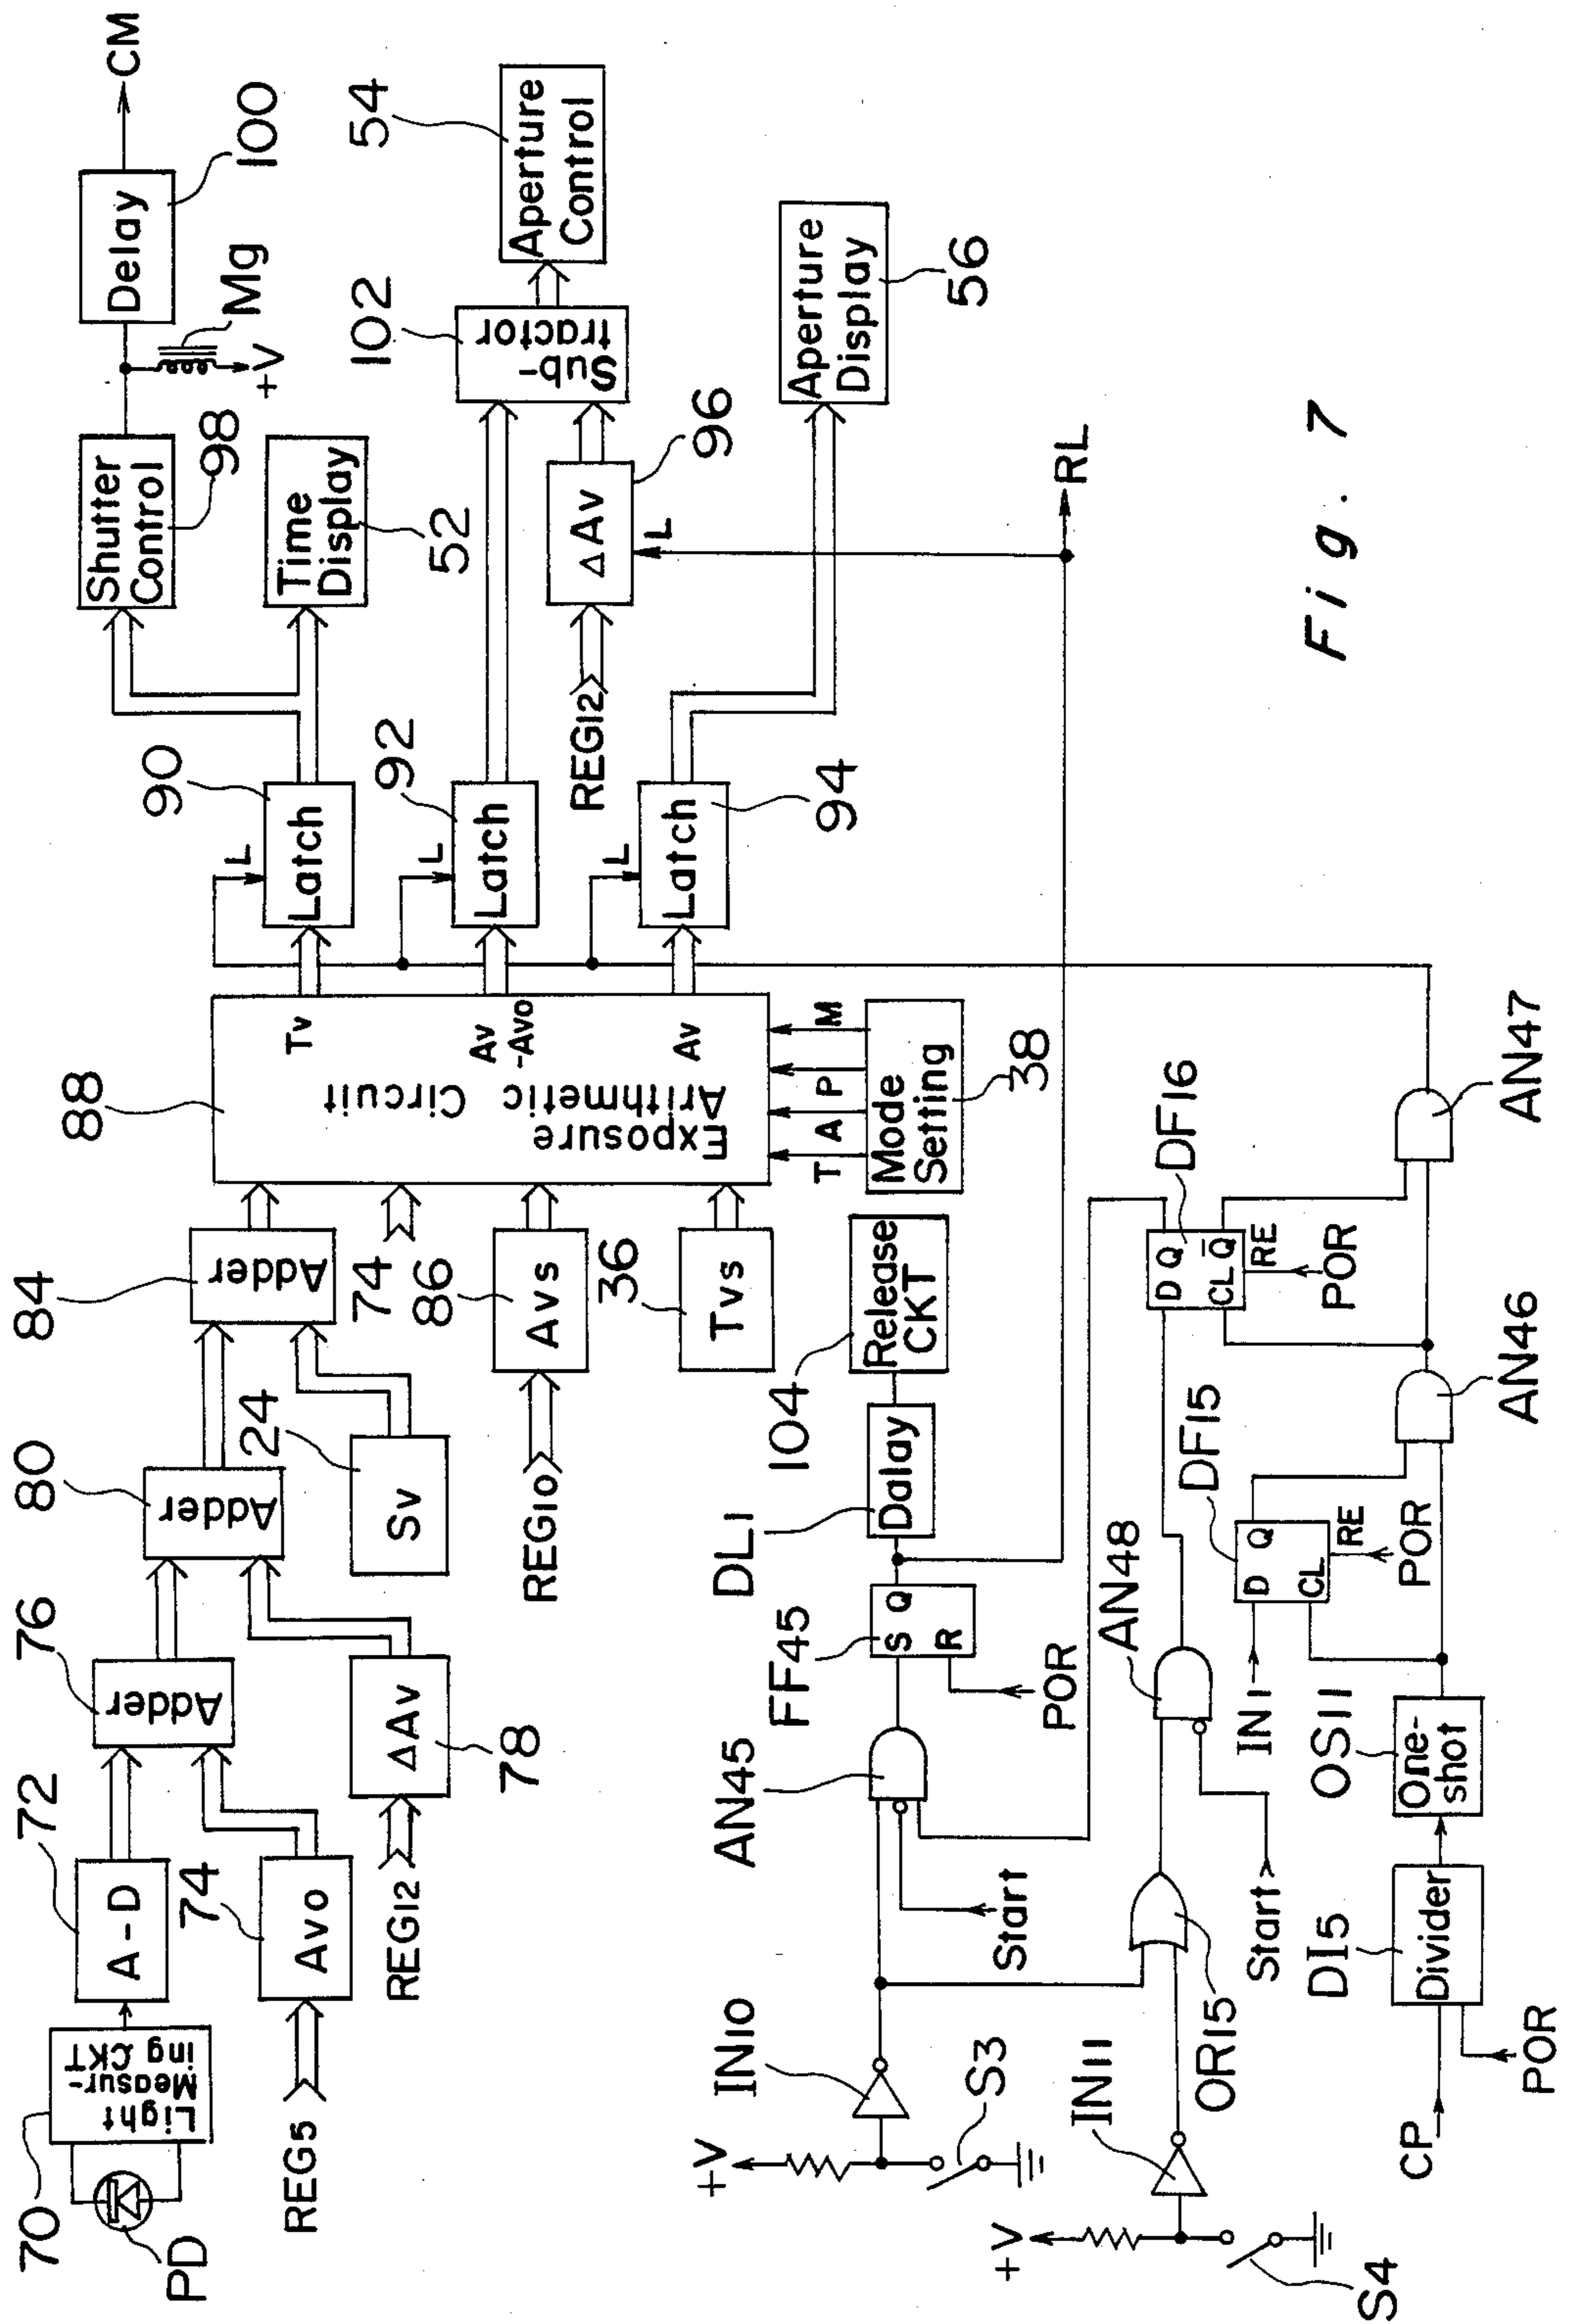 CM
Delay
100
Mg
+V
Shutter
Control
98
Time
Display
52
54
Aperture
Control
102
Sub-
tractor
96
ΔAv
L
REG12
Aperture
Display
56
RL
90
Latch
L
92
Latch
L
94
Latch
L
88
Exposure
Arithmetic
Circuit
Tv
Av
-Avo
Av
T
A
P
M
Mode
Setting
38
84
Adder
74
86
Avs
REG10
36
Tvs
80
Adder
24
Sv
76
Adder
ΔAv
78
REG12
72
A-D
74
Avo
REG5
70
Light
Measur-
ing CKT
PD
104
Release
CKT
DL1
Dalay
FF45
S
Q
R
POR
AN45
Start
IN10
+V
S3
IN11
+V
S4
OR15
AN48
Start
DF16
D
Q
CL
Q̄
RE
POR
AN47
AN46
DF15
D
Q
CL
RE
POR
IN1
OS11
One-
shot
DI5
Divider
CP
POR
Fig. 7